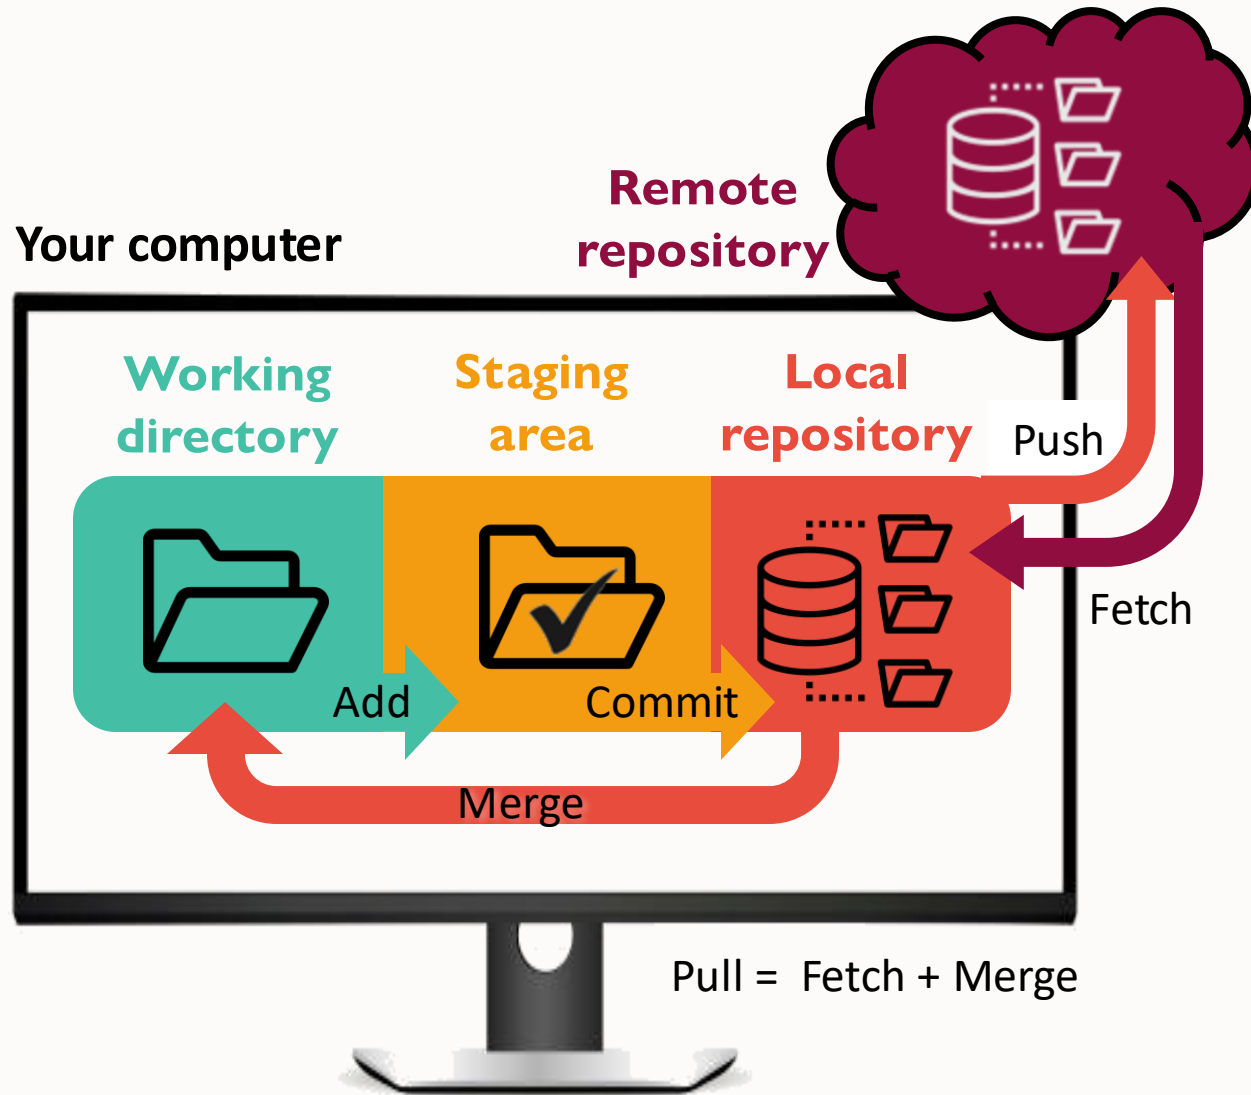 Remote
repository
Your computer
Working
directory
Staging
area
Local
repository
Push
Fetch
Add
Commit
Merge
Pull = Fetch + Merge